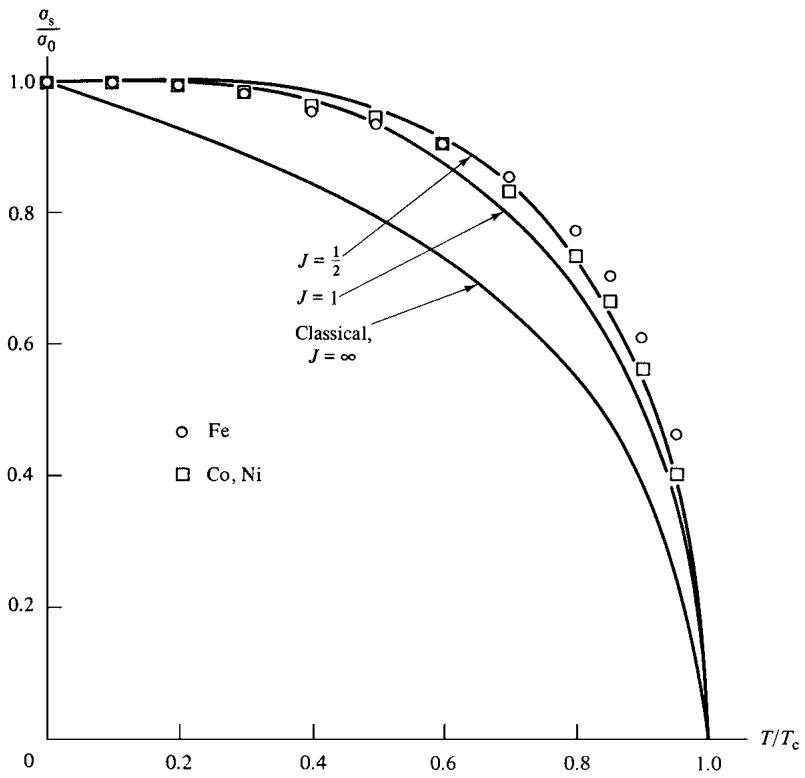 σs
σ0
1.0
0.8
0.6
0.4
0.2
0
0.2
0.4
0.6
0.8
1.0
T/Tc
J = 1/2
J = 1
Classical,
J = ∞
Fe
Co, Ni